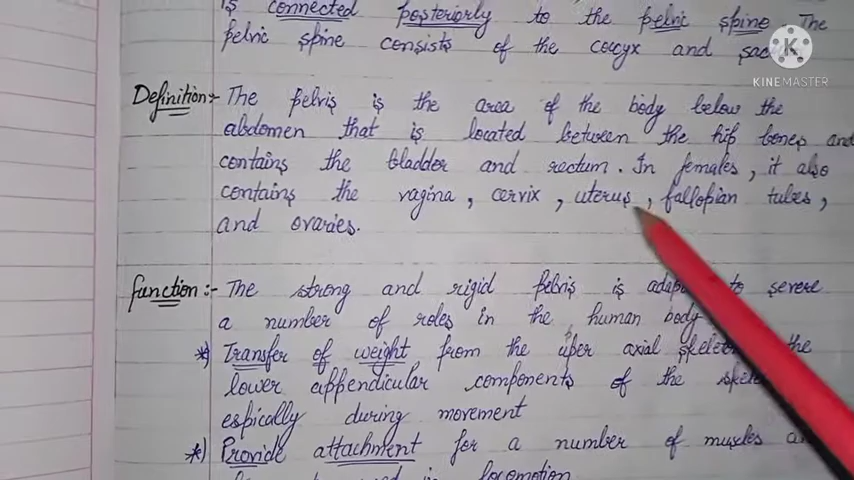 is connected posteriorly to the pelvic spine. The
pelvic spine consists of the coccyx and
KINEMASTER
Definition:- The pelvis is the area of the body below the
abdomen that is located between the hip bones and
contains the bladder and rectum. In females, it also
contains the vagina, cervix, uterus, fallopian tubes,
and ovaries.
function:- The strong and rigid pelvis is to severe
a number of roles in the human body
*) Transfer of weight from the uper axial the
lower appendicular components of the
espically during movement
*) Provide attachment for a number of muscles
used in locomotion